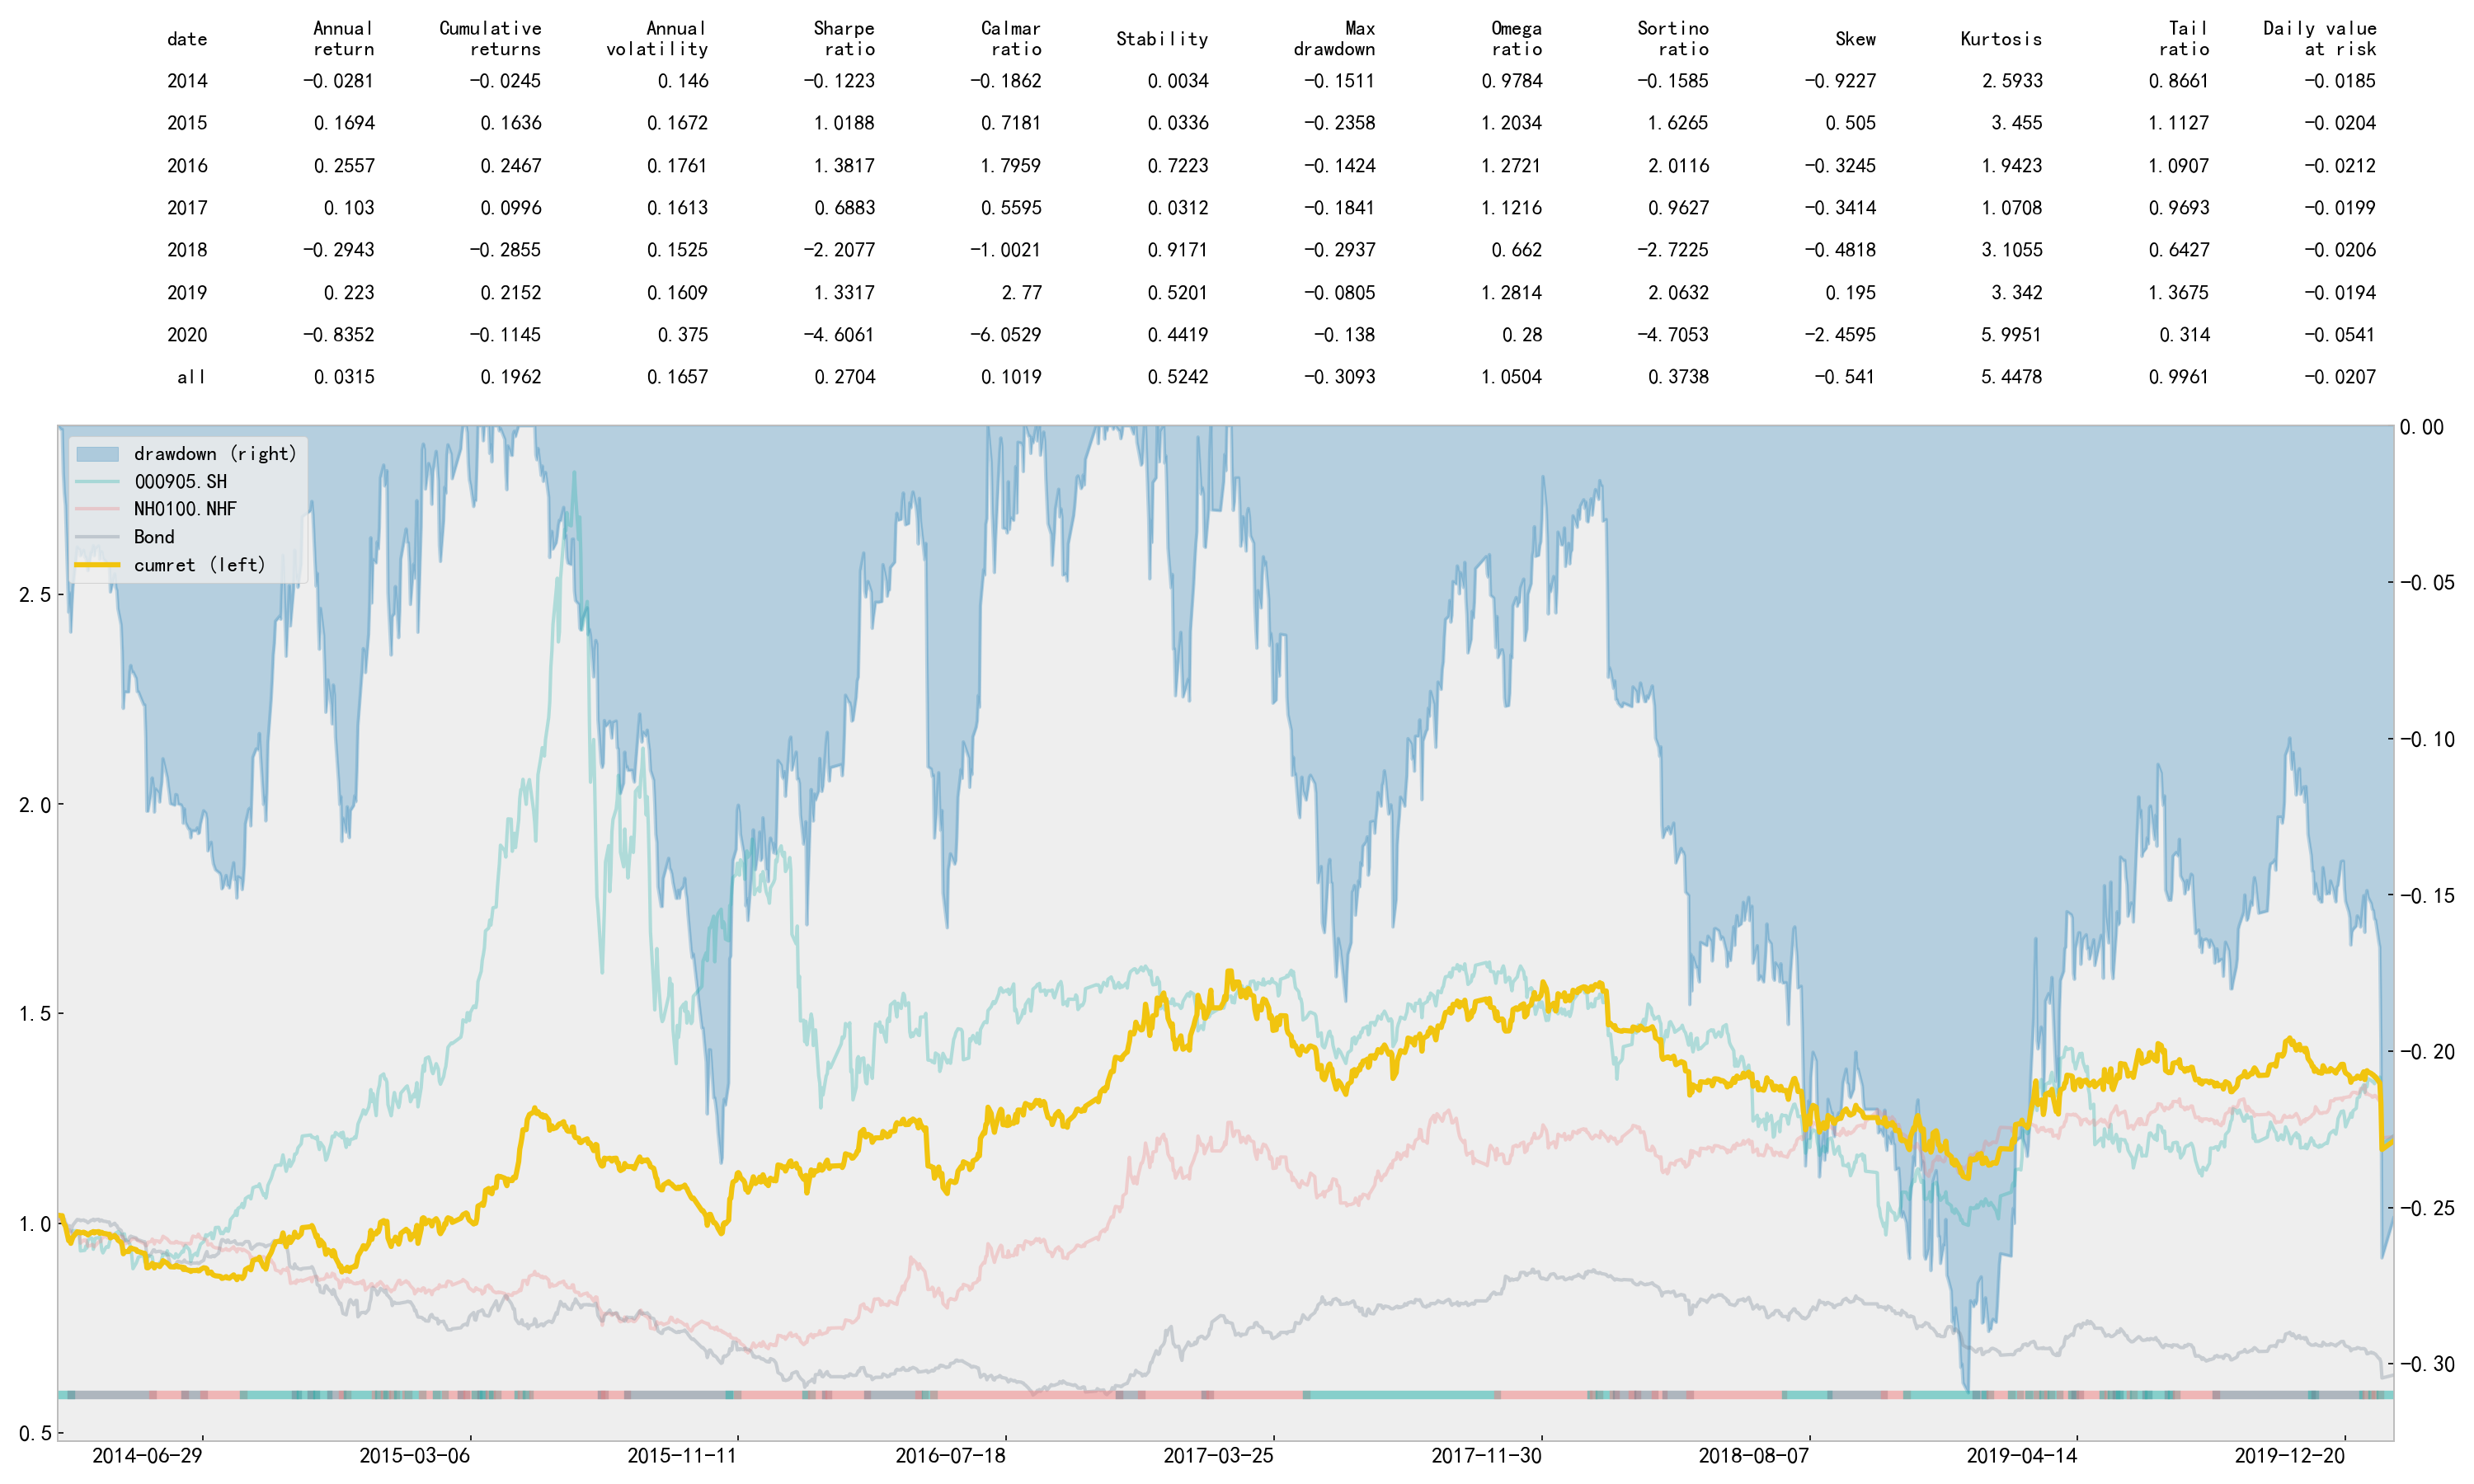 date Annual return Cumulative returns Annual volatility Sharpe ratio Calmar ratio Stability Max drawdown Omega ratio Sortino ratio Skew Kurtosis Tail ratio Daily value at risk
2014 −0.0281 −0.0245 0.146 −0.1223 −0.1862 0.0034 −0.1511 0.9784 −0.1585 −0.9227 2.5933 0.8661 −0.0185
2015 0.1694 0.1636 0.1672 1.0188 0.7181 0.0336 −0.2358 1.2034 1.6265 0.505 3.455 1.1127 −0.0204
2016 0.2557 0.2467 0.1761 1.3817 1.7959 0.7223 −0.1424 1.2721 2.0116 −0.3245 1.9423 1.0907 −0.0212
2017 0.103 0.0996 0.1613 0.6883 0.5595 0.0312 −0.1841 1.1216 0.9627 −0.3414 1.0708 0.9693 −0.0199
2018 −0.2943 −0.2855 0.1525 −2.2077 −1.0021 0.9171 −0.2937 0.662 −2.7225 −0.4818 3.1055 0.6427 −0.0206
2019 0.223 0.2152 0.1609 1.3317 2.77 0.5201 −0.0805 1.2814 2.0632 0.195 3.342 1.3675 −0.0194
2020 −0.8352 −0.1145 0.375 −4.6061 −6.0529 0.4419 −0.138 0.28 −4.7053 −2.4595 5.9951 0.314 −0.0541
all 0.0315 0.1962 0.1657 0.2704 0.1019 0.5242 −0.3093 1.0504 0.3738 −0.541 5.4478 0.9961 −0.0207
drawdown (right)
000905.SH
NH0100.NHF
Bond
cumret (left)
2.5
2.0
1.5
1.0
0.5
0.00
−0.05
−0.10
−0.15
−0.20
−0.25
−0.30
2014−06−29 2015−03−06 2015−11−11 2016−07−18 2017−03−25 2017−11−30 2018−08−07 2019−04−14 2019−12−20